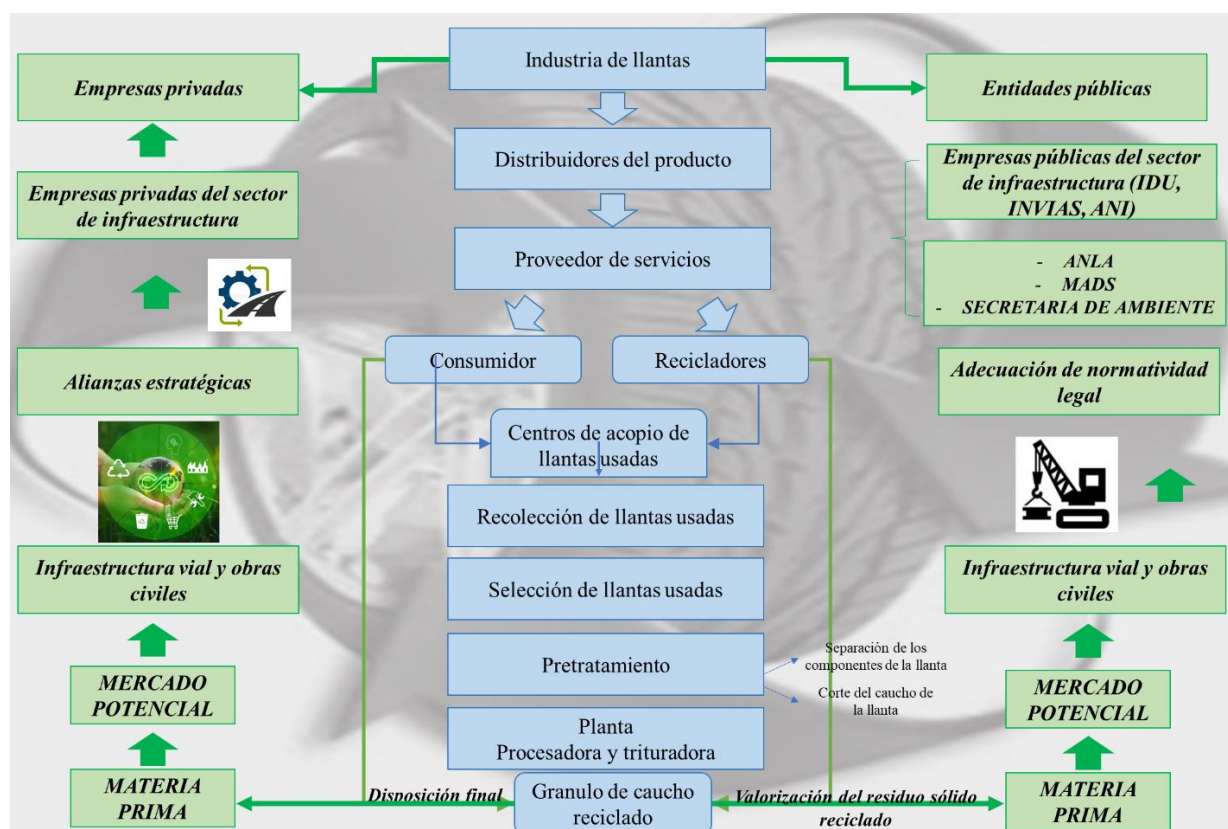 Industria de llantas
Empresas privadas
Entidades públicas
Distribuidores del producto
Empresas públicas del sector
de infraestructura (IDU,
INVIAS, ANI)
Empresas privadas del sector
de infraestructura
Proveedor de servicios
- ANLA
- MADS
- SECRETARIA DE AMBIENTE
Consumidor
Recicladores
Alianzas estratégicas
Adecuación de normatividad
legal
Centros de acopio de
llantas usadas
Recolección de llantas usadas
Infraestructura vial y obras
civiles
Selección de llantas usadas
Infraestructura vial y obras
civiles
Pretratamiento
Separación de los
componentes de la llanta
Corte del caucho de
la llanta
MERCADO
POTENCIAL
MERCADO
POTENCIAL
Planta
Procesadora y trituradora
MATERIA
PRIMA
Disposición final
Granulo de caucho
reciclado
Valorización del residuo sólido
reciclado
MATERIA
PRIMA